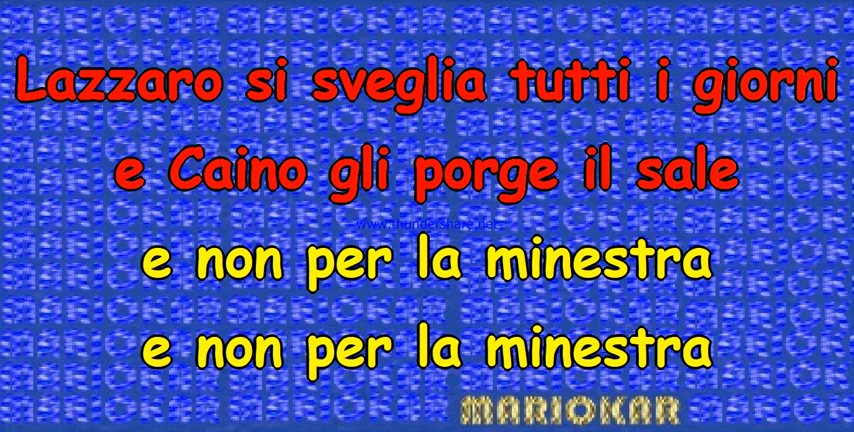 Lazzaro si sveglia tutti i giorni
e Caino gli porge il sale
www.thundershare.net
e non per la minestra
e non per la minestra
MARIOKAR